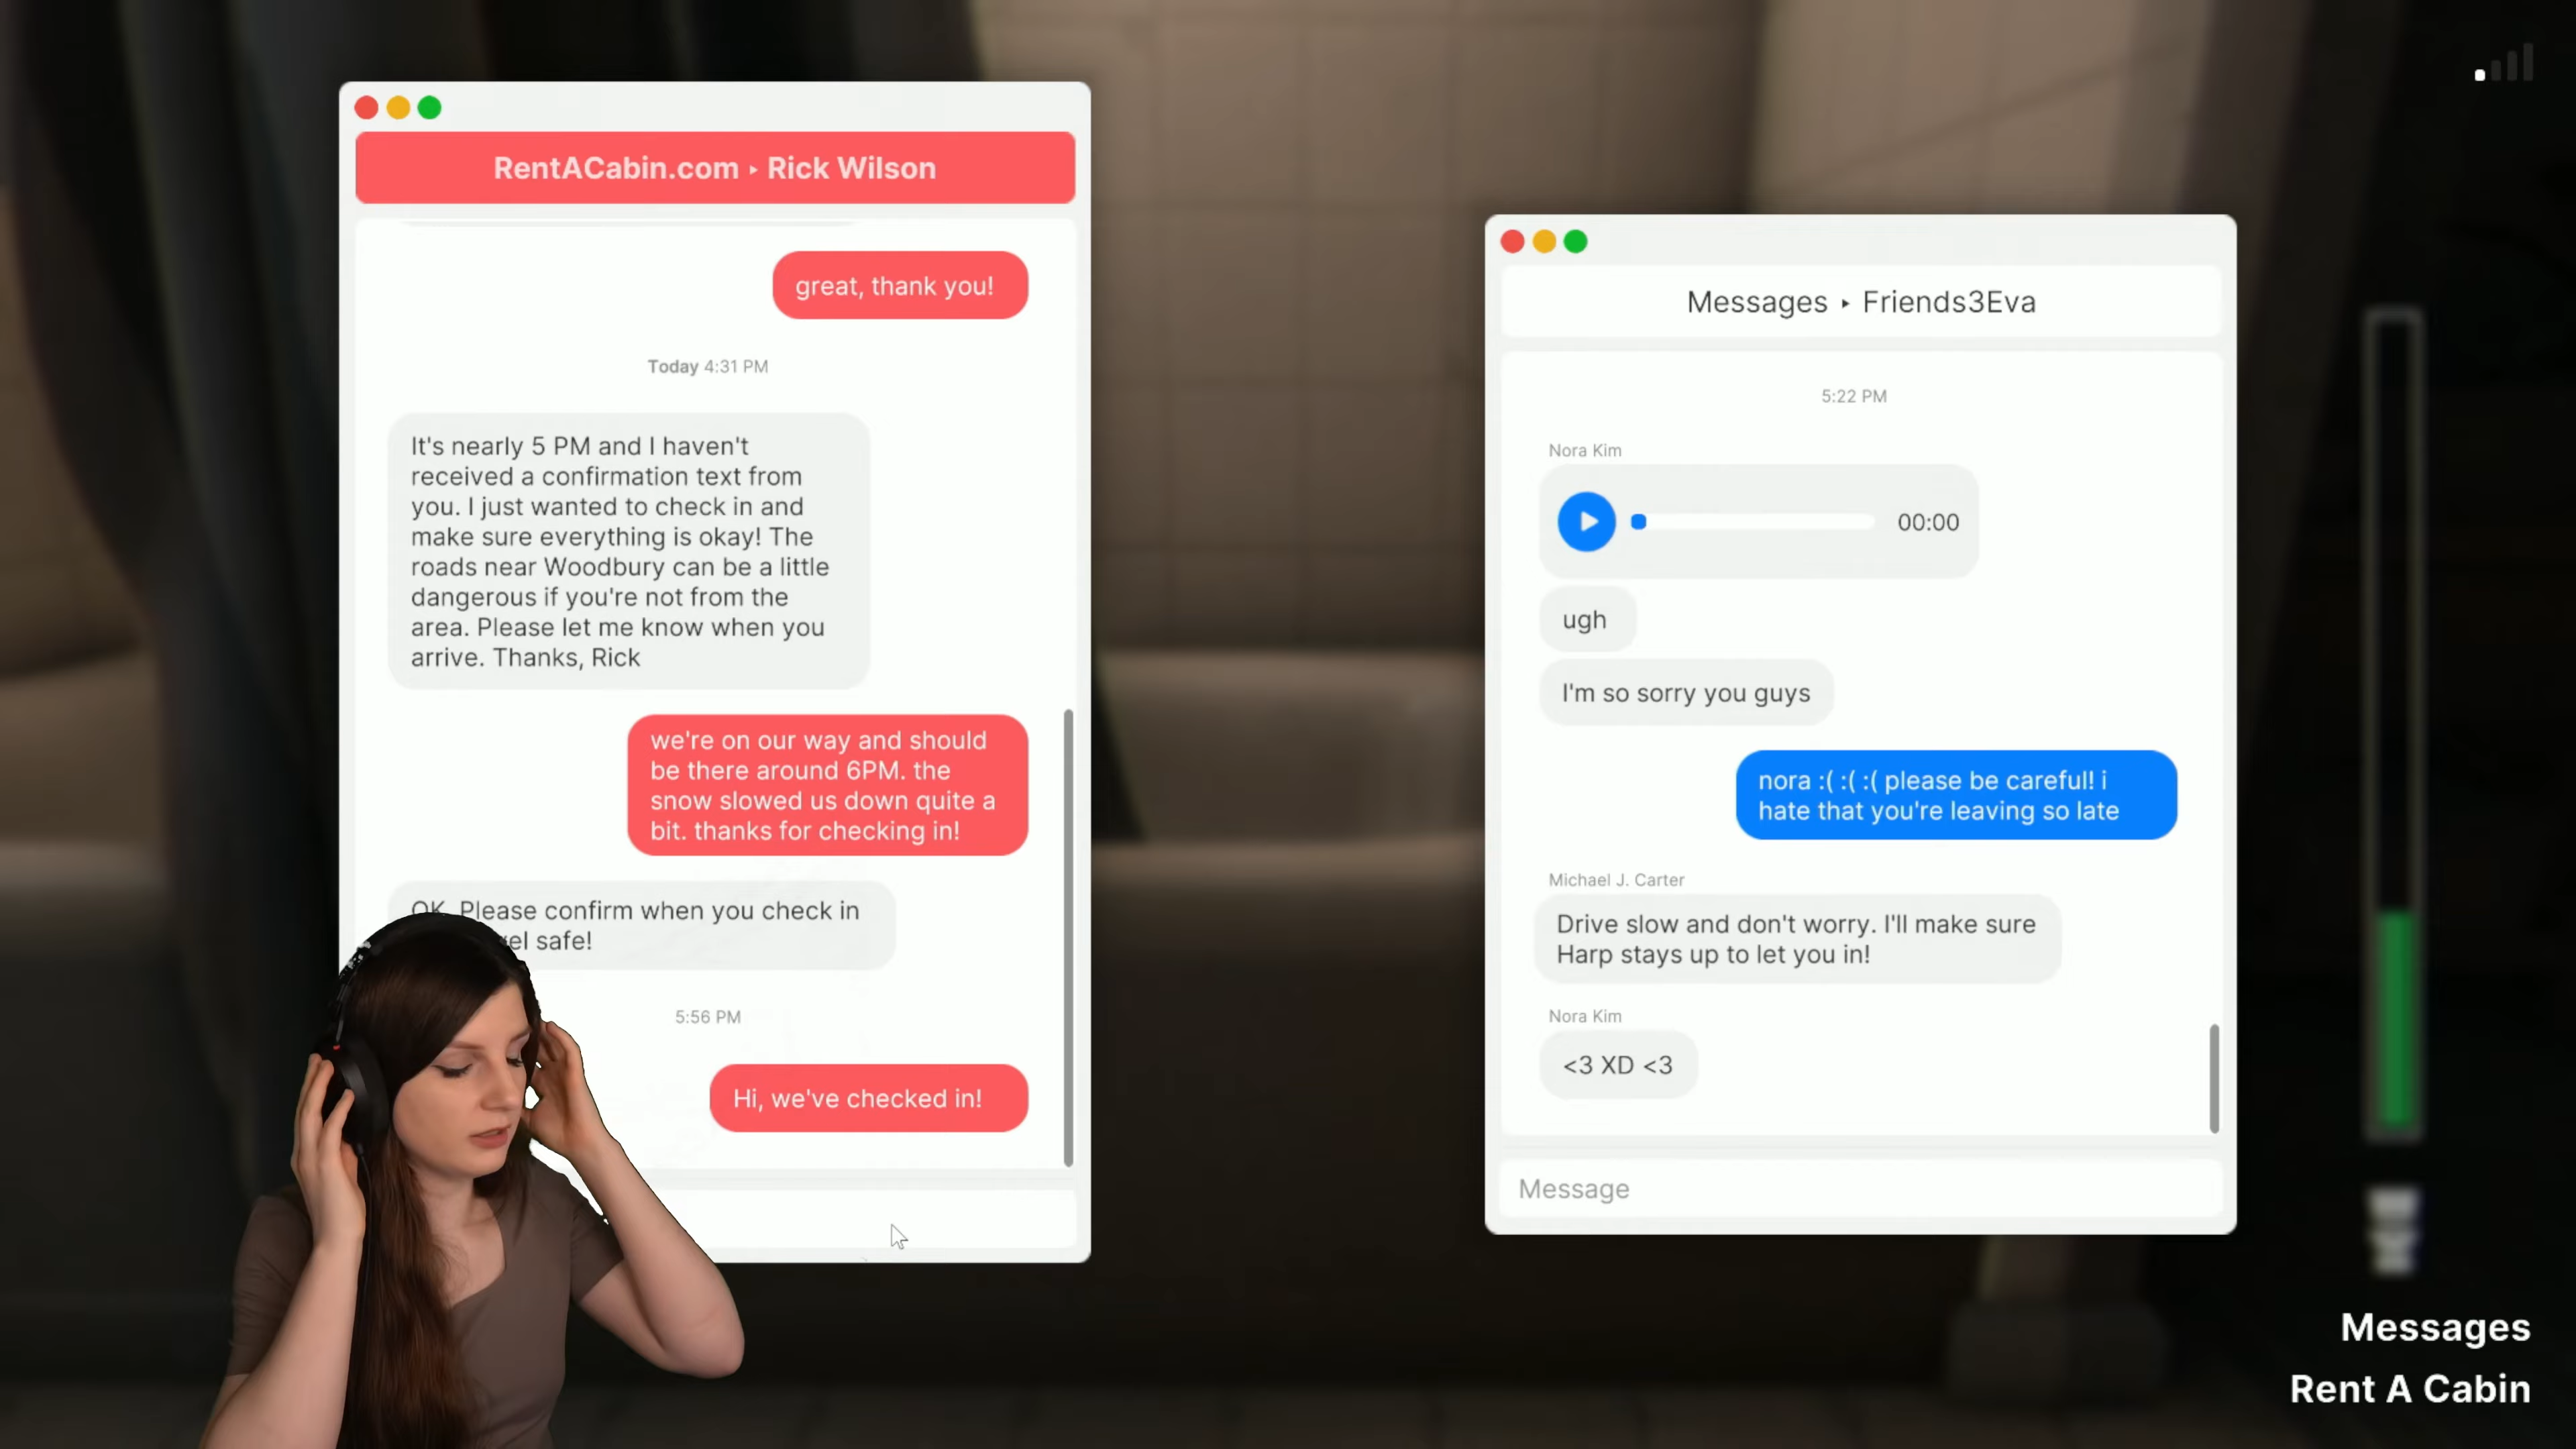 RentACabin.com ▸ Rick Wilson
great, thank you!
Today 4:31 PM
It's nearly 5 PM and I haven't
received a confirmation text from
you. I just wanted to check in and
make sure everything is okay! The
roads near Woodbury can be a little
dangerous if you're not from the
area. Please let me know when you
arrive. Thanks, Rick
we're on our way and should
be there around 6PM. the
snow slowed us down quite a
bit. thanks for checking in!
OK. Please confirm when you check in
safe!
5:56 PM
Hi, we've checked in!
Messages ▸ Friends3Eva
5:22 PM
Nora Kim
00:00
ugh
I'm so sorry you guys
nora :( :( :( please be careful! i
hate that you're leaving so late
Michael J. Carter
Drive slow and don't worry. I'll make sure
Harp stays up to let you in!
Nora Kim
<3 XD <3
Message
Messages
Rent A Cabin